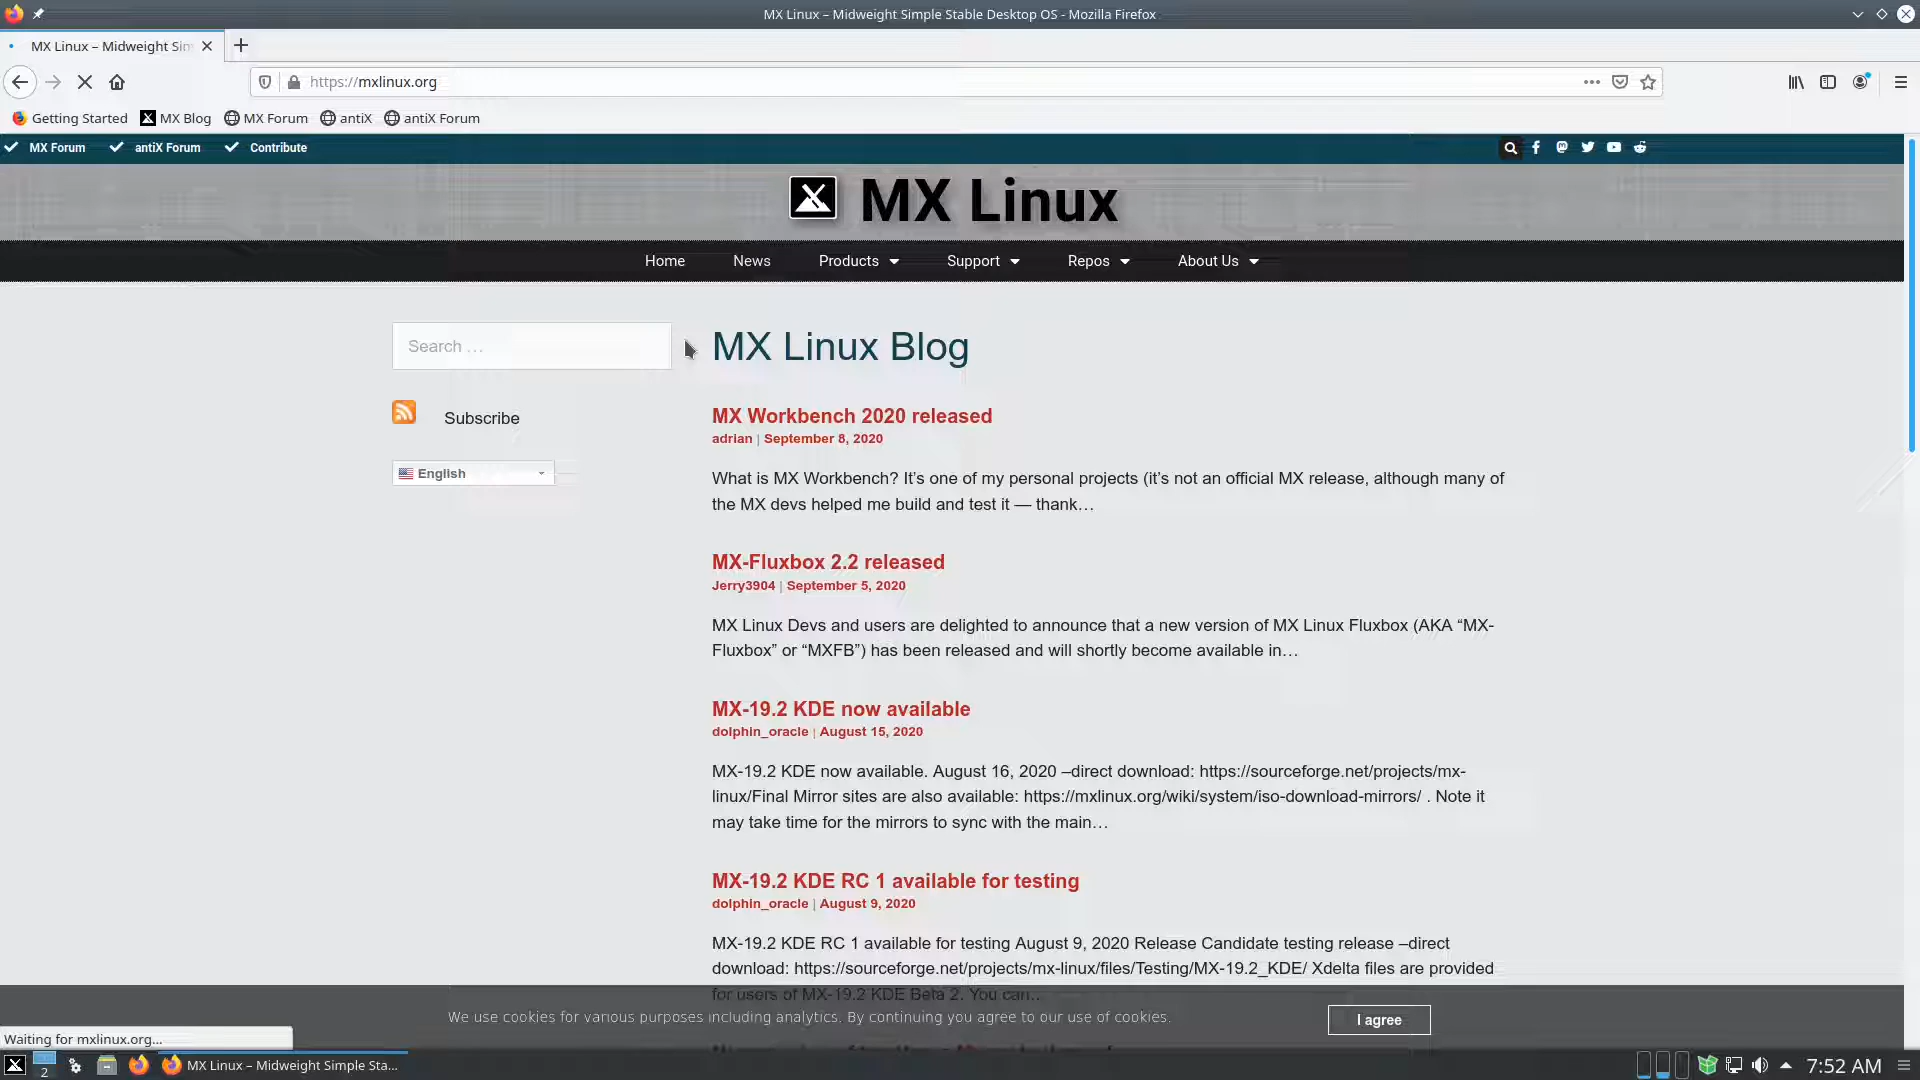 MX Linux – Midweight Simple Stable Desktop OS - Mozilla Firefox
MX Linux – Midweight Sim
https://mxlinux.org
Getting Started MX Blog MX Forum antiX antiX Forum
MX Forum antiX Forum Contribute
MX Linux
Home News Products Support Repos About Us
Search …
MX Linux Blog
Subscribe
English
MX Workbench 2020 released
adrian | September 8, 2020
What is MX Workbench? It’s one of my personal projects (it’s not an official MX release, although many of
the MX devs helped me build and test it — thank…
MX-Fluxbox 2.2 released
Jerry3904 | September 5, 2020
MX Linux Devs and users are delighted to announce that a new version of MX Linux Fluxbox (AKA “MX-
Fluxbox” or “MXFB”) has been released and will shortly become available in…
MX-19.2 KDE now available
dolphin_oracle | August 15, 2020
MX-19.2 KDE now available. August 16, 2020 –direct download: https://sourceforge.net/projects/mx-
linux/Final Mirror sites are also available: https://mxlinux.org/wiki/system/iso-download-mirrors/ . Note it
may take time for the mirrors to sync with the main…
MX-19.2 KDE RC 1 available for testing
dolphin_oracle | August 9, 2020
MX-19.2 KDE RC 1 available for testing August 9, 2020 Release Candidate testing release –direct
download: https://sourceforge.net/projects/mx-linux/files/Testing/MX-19.2_KDE/ Xdelta files are provided
for users of MX-19.2 KDE Beta 2. You can…
We use cookies for various purposes including analytics. By continuing you agree to our use of cookies.
I agree
Waiting for mxlinux.org…
2
MX Linux – Midweight Simple Sta...
7:52 AM